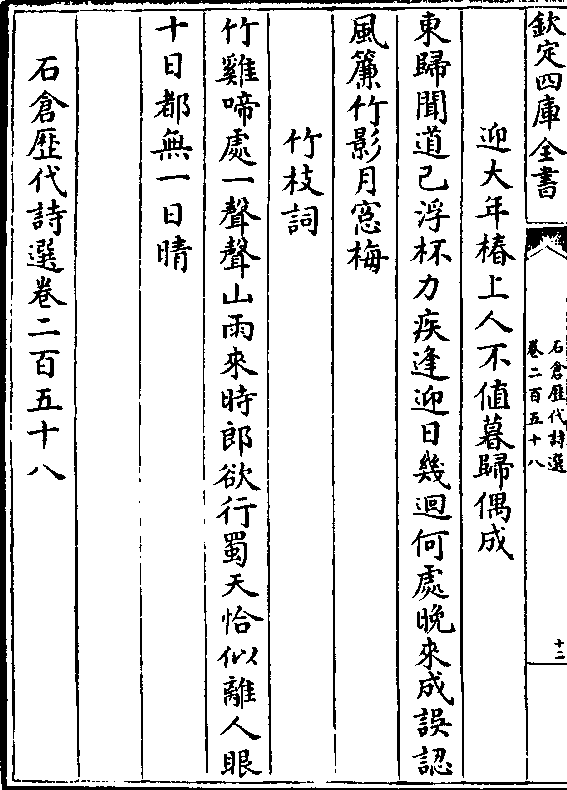 欽定四庫全書
石倉歷代詩選
卷二百五十八
十二
迎大年椿上人不值暮歸偶成
東歸聞道已浮杯力疾逢迎日幾迴何處晚來成誤認
風簾竹影月窓梅
竹枝詞
竹雞啼處一聲聲山雨來時郎欲行蜀天恰似離人眼
十日都無一日晴
石倉歷代詩選卷二百五十八